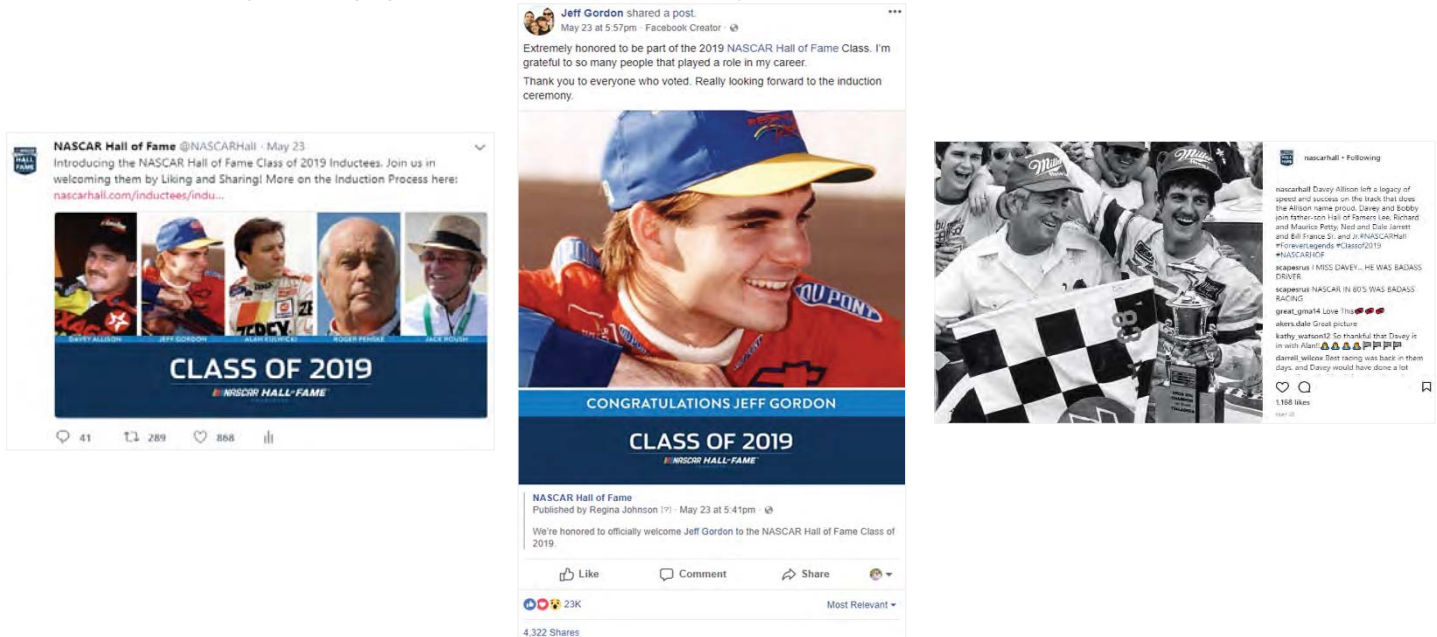 NASCAR Hall of Fame @NASCARHall · May 23
Introducing the NASCAR Hall of Fame Class of 2019 Inductees. Join us in
welcoming them by Liking and Sharing! More on the Induction Process here:
nascarhall.com/inductees/indu...
DAVEY ALLISON
JEFF GORDON
ALAN KULWICKI
ROGER PENSKE
JACK ROUSH
CLASS OF 2019
NASCAR HALL OF FAME
41 289 868
Jeff Gordon shared a post.
May 23 at 5:57pm · Facebook Creator ·
Extremely honored to be part of the 2019 NASCAR Hall of Fame Class. I'm
grateful to so many people that played a role in my career.
Thank you to everyone who voted. Really looking forward to the induction
ceremony.
DU PONT
CONGRATULATIONS JEFF GORDON
CLASS OF 2019
NASCAR HALL OF FAME
NASCAR Hall of Fame
Published by Regina Johnson [?] · May 23 at 5:41pm ·
We're honored to officially welcome Jeff Gordon to the NASCAR Hall of Fame Class of
2019.
Like Comment Share
23K Most Relevant
4,322 Shares
Miller
Miller
nascarhall • Following
nascarhall Davey Allison left a legacy of
speed and success on the track that does
the Allison name proud. Davey and Bobby
join father-son Hall of Famers Lee, Richard
and Maurice Petty, Ned and Dale Jarrett
and Bill France Sr. and Jr.#NASCARHall
#ForeverLegends #Classof2019
#NASCARHOF
scapesrus I MISS DAVEY... HE WAS BADASS
DRIVER
scapesrus NASCAR IN 80'S WAS BADASS
RACING
great_gma14 Love This
akers.dale Great picture
kathy_watson12 So thankful that Davey is
in with Alan!!
darrell_wilcox Best racing was back in them
days, and Davey would have done a lot
1,168 likes